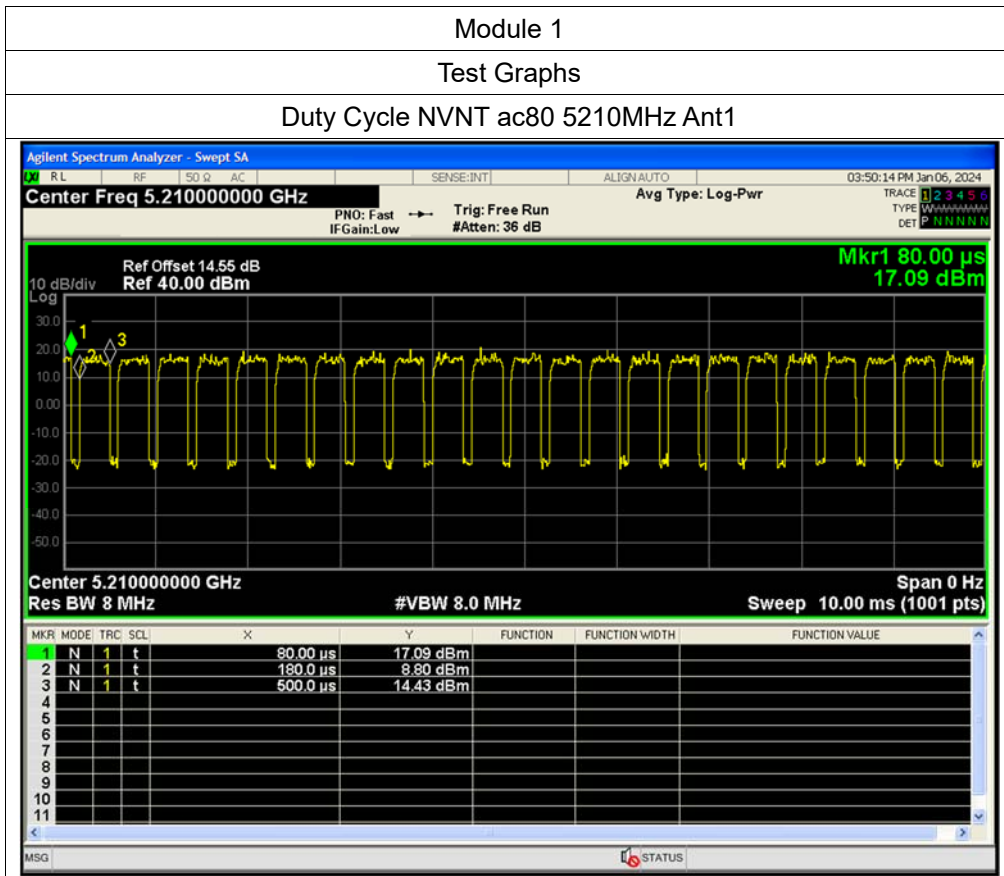 Module 1
Test Graphs
Duty Cycle NVNT ac80 5210MHz Ant1
Agilent Spectrum Analyzer - Swept SA
RL RF 50 Ω AC SENSE:INT ALIGNAUTO 03:50:14 PM Jan 06, 2024
Center Freq 5.210000000 GHz Avg Type: Log-Pwr TRACE 1 2 3 4 5 6
PNO: Fast Trig: Free Run TYPE
IFGain:Low #Atten: 36 dB DET P N N N N N
Mkr1 80.00 µs
Ref Offset 14.55 dB
10 dB/div Ref 40.00 dBm 17.09 dBm
Log
30.0
1
20.0
2
3
10.0
0.00
-10.0
-20.0
-30.0
-40.0
-50.0
Center 5.210000000 GHz Span 0 Hz
Res BW 8 MHz #VBW 8.0 MHz Sweep 10.00 ms (1001 pts)
MKR MODE TRC SCL X Y FUNCTION FUNCTION WIDTH FUNCTION VALUE
1 N 1 t 80.00 µs 17.09 dBm
2 N 1 t 180.0 µs 8.80 dBm
3 N 1 t 500.0 µs 14.43 dBm
4
5
6
7
8
9
10
11
MSG STATUS